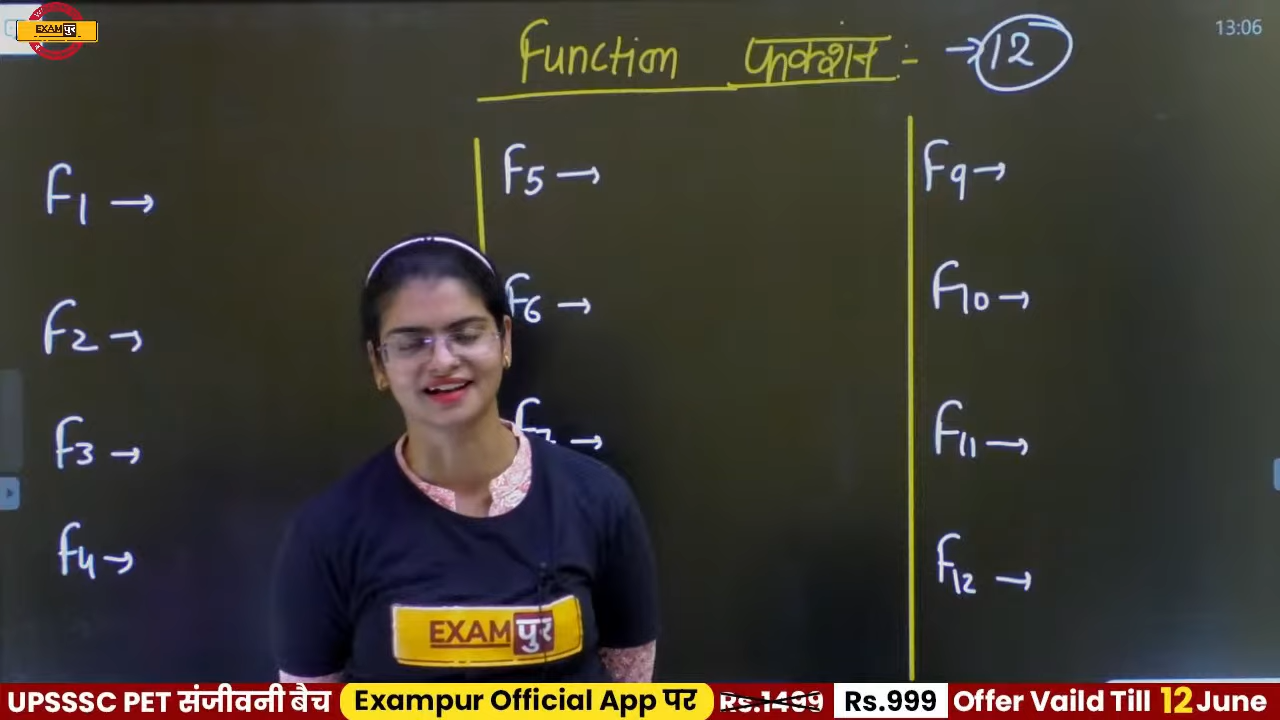 EXAMपुर
13:06
Function फंक्शन :- → 12
F1 →
F2 →
F3 →
F4 →
F5 →
F6 →
F7 →
F9 →
F10 →
F11 →
F12 →
EXAMपुर
UPSSSC PET संजीवनी बैच Exampur Official App पर Rs.1499 Rs.999 Offer Vaild Till 12 June